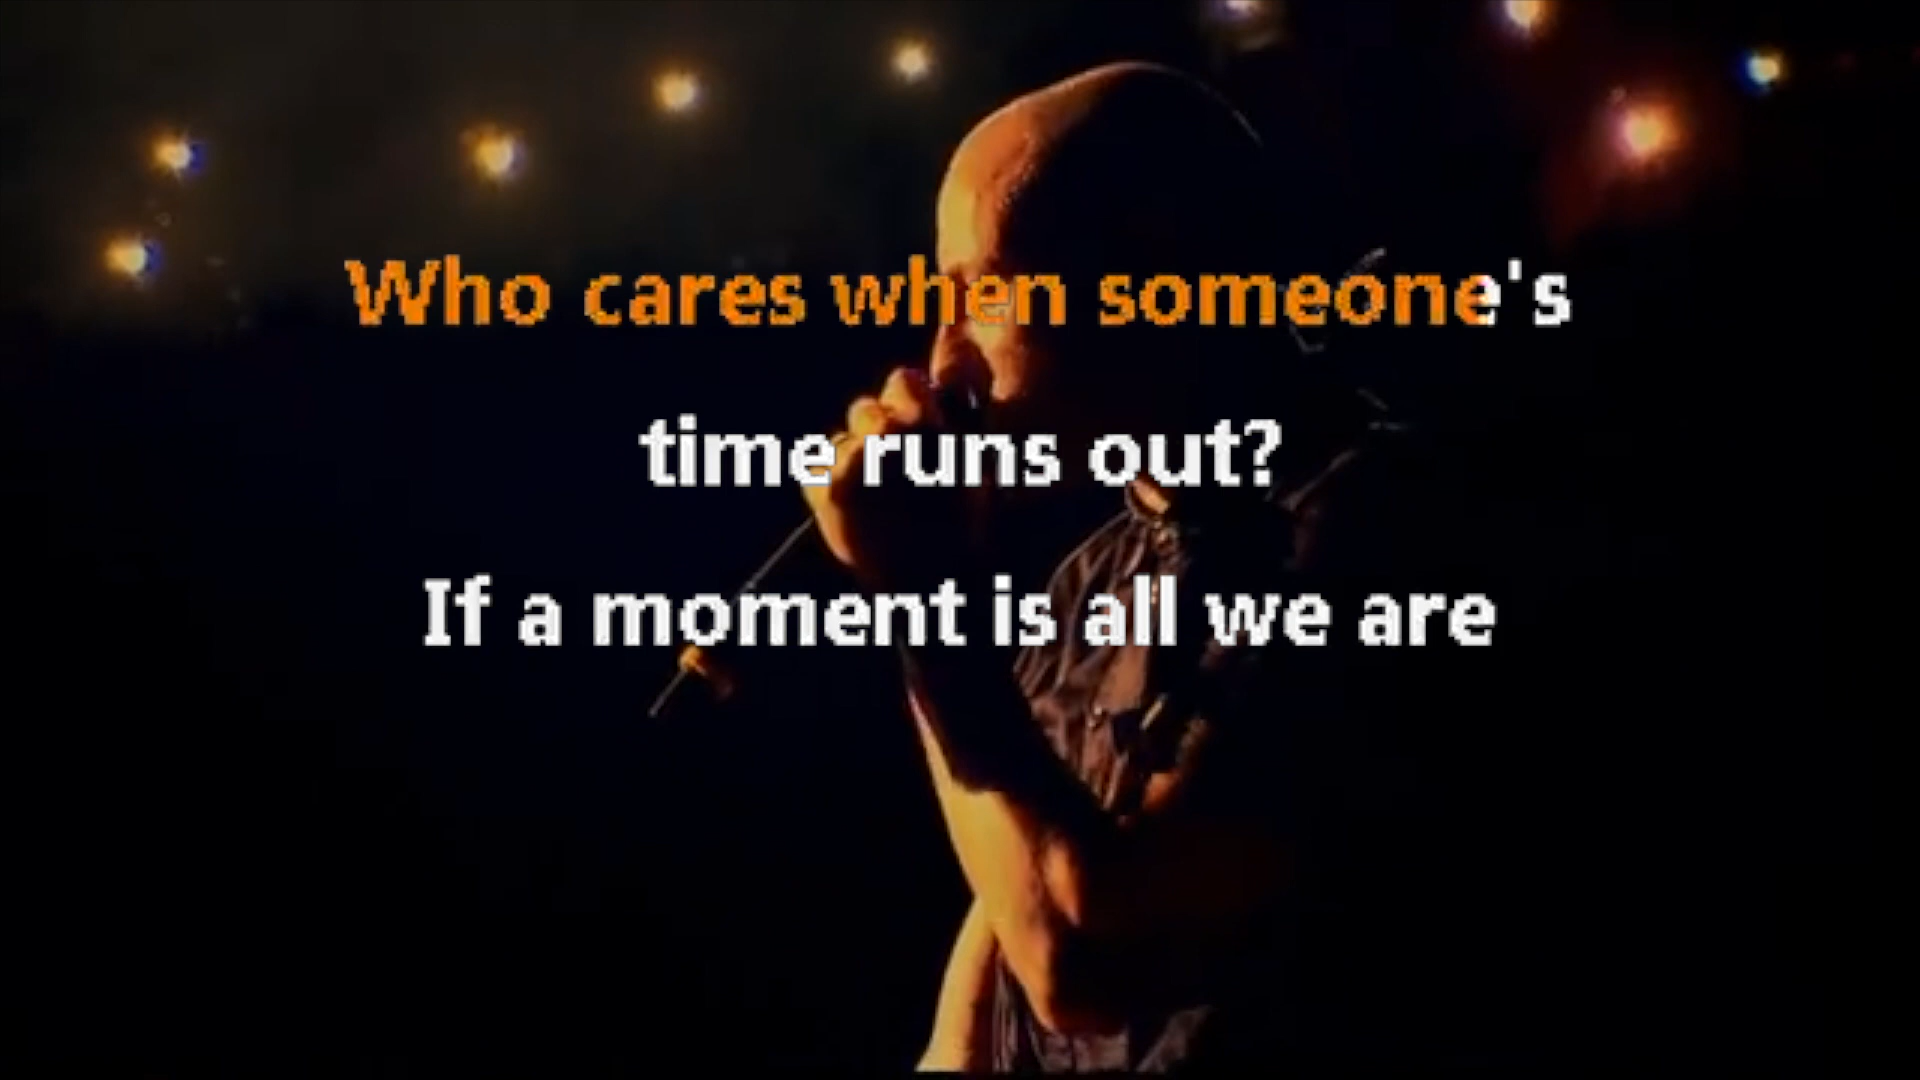 Who cares when someone's
time runs out?
If a moment is all we are